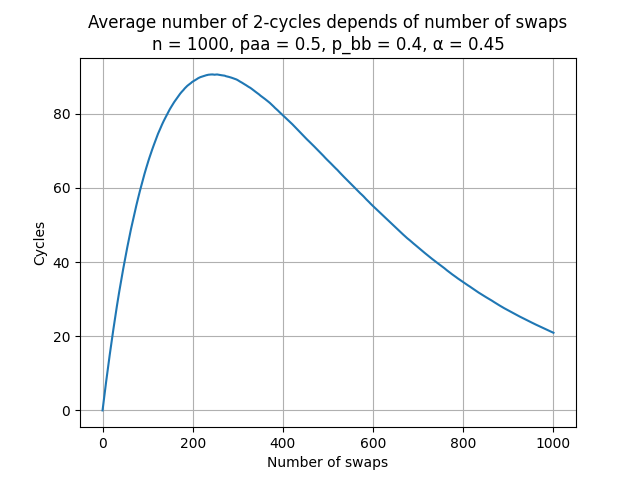 Average number of 2-cycles depends of number of swaps
n = 1000, paa = 0.5, p_bb = 0.4, α = 0.45
Cycles
80
60
40
20
0
0 200 400 600 800 1000
Number of swaps